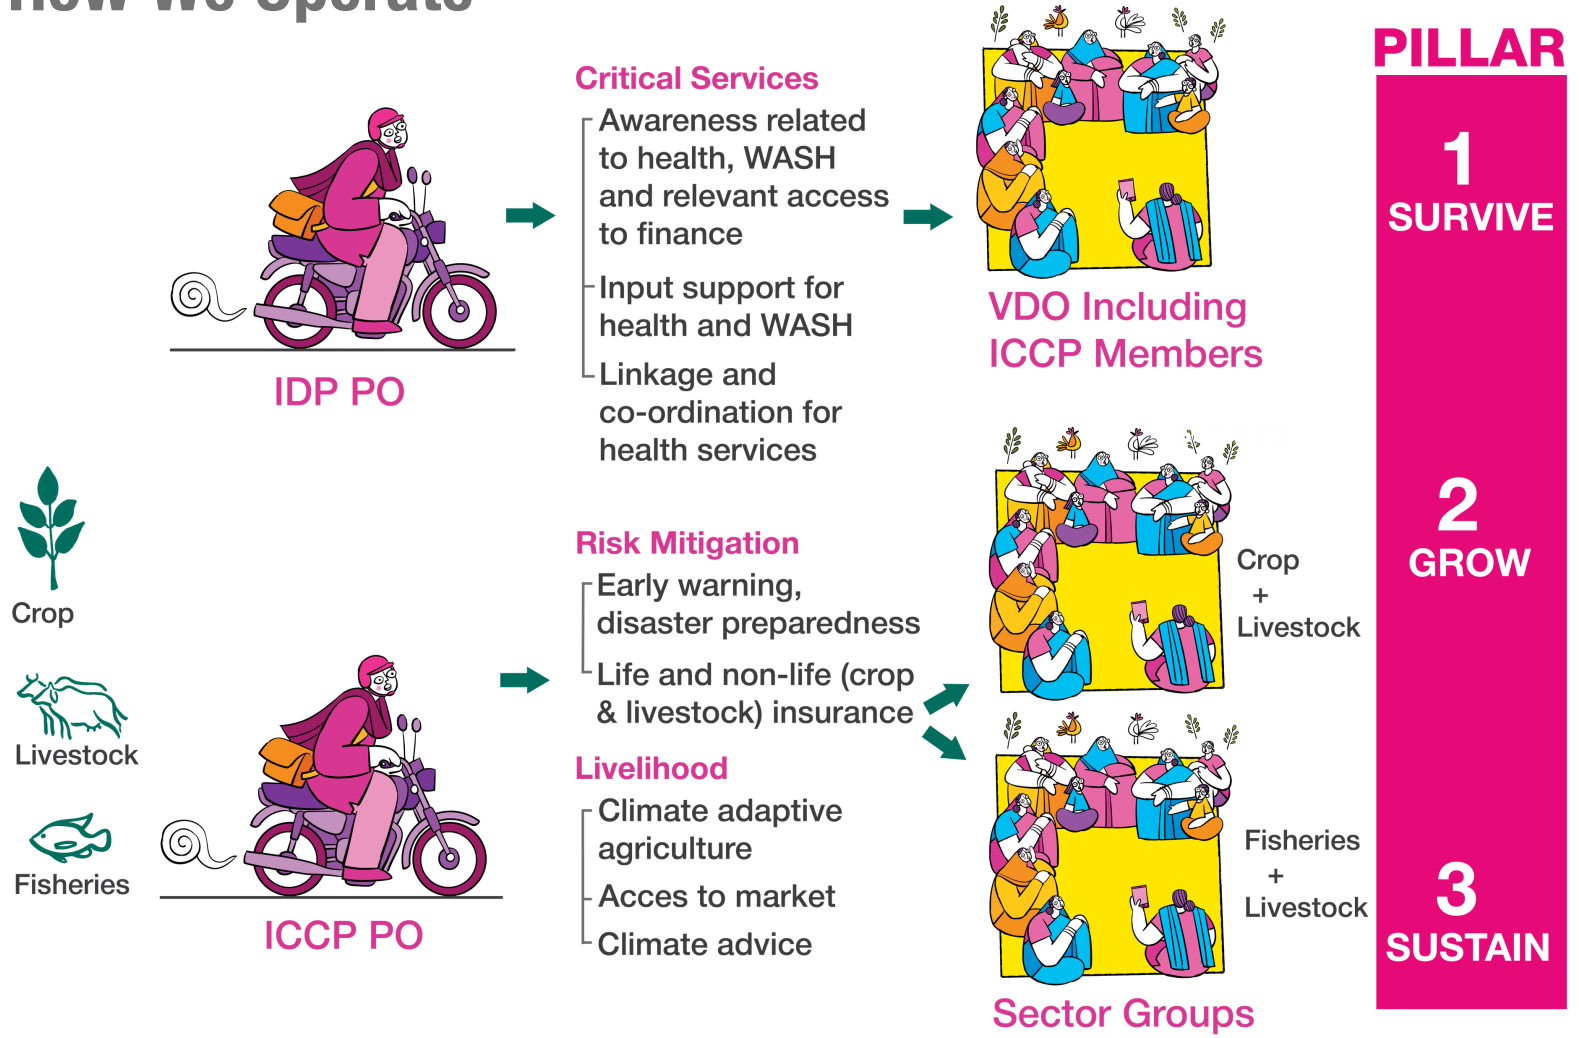 How We Operate
Critical Services
Awareness related
to health, WASH
and relevant access
to finance
Input support for
health and WASH
Linkage and
co-ordination for
health services
IDP PO
VDO Including
ICCP Members
Crop
Livestock
Fisheries
ICCP PO
Risk Mitigation
Early warning,
disaster preparedness
Life and non-life (crop
& livestock) insurance
Livelihood
Climate adaptive
agriculture
Acces to market
Climate advice
Crop
+
Livestock
Fisheries
+
Livestock
Sector Groups
PILLAR
1
SURVIVE
2
GROW
3
SUSTAIN